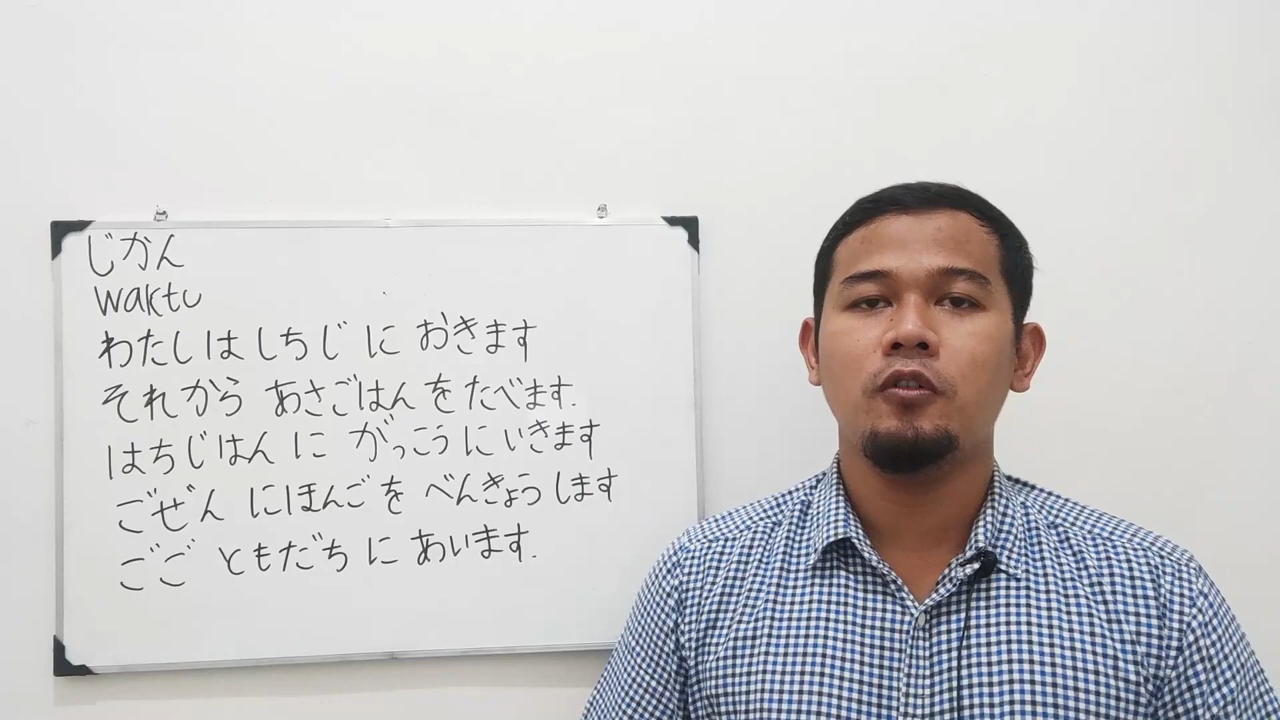 じかん
waktu
わたしは しちじ に おきます
それから あさごはん を たべます.
はちじはん に がっこう に いきます
ごぜん にほんごを べんきょう します
ごご ともだち に あいます.